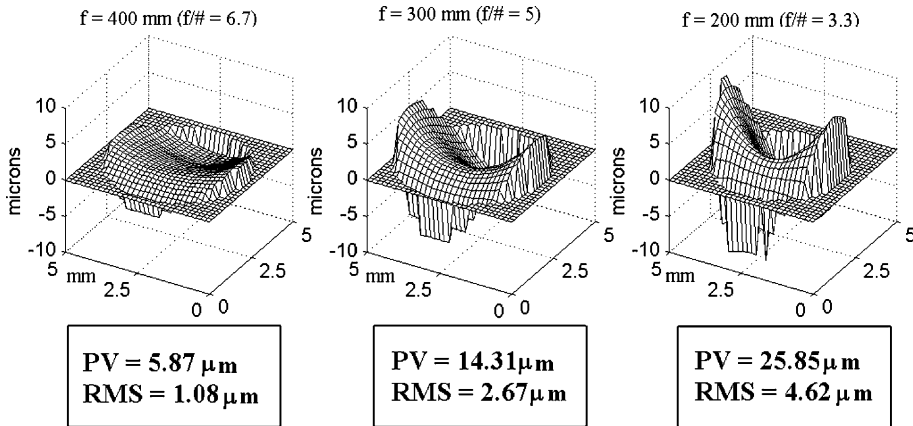 f = 400 mm (f/# = 6.7)
10
5
0
-5
-10
microns
5
mm
2.5
0
0
2.5
5
PV = 5.87 µm
RMS = 1.08 µm
f = 300 mm (f/# = 5)
10
5
0
-5
-10
microns
5
mm
2.5
0
0
2.5
5
PV = 14.31µm
RMS = 2.67µm
f = 200 mm (f/# = 3.3)
10
5
0
-5
-10
microns
5
mm
2.5
0
0
2.5
5
PV = 25.85µm
RMS = 4.62 µm